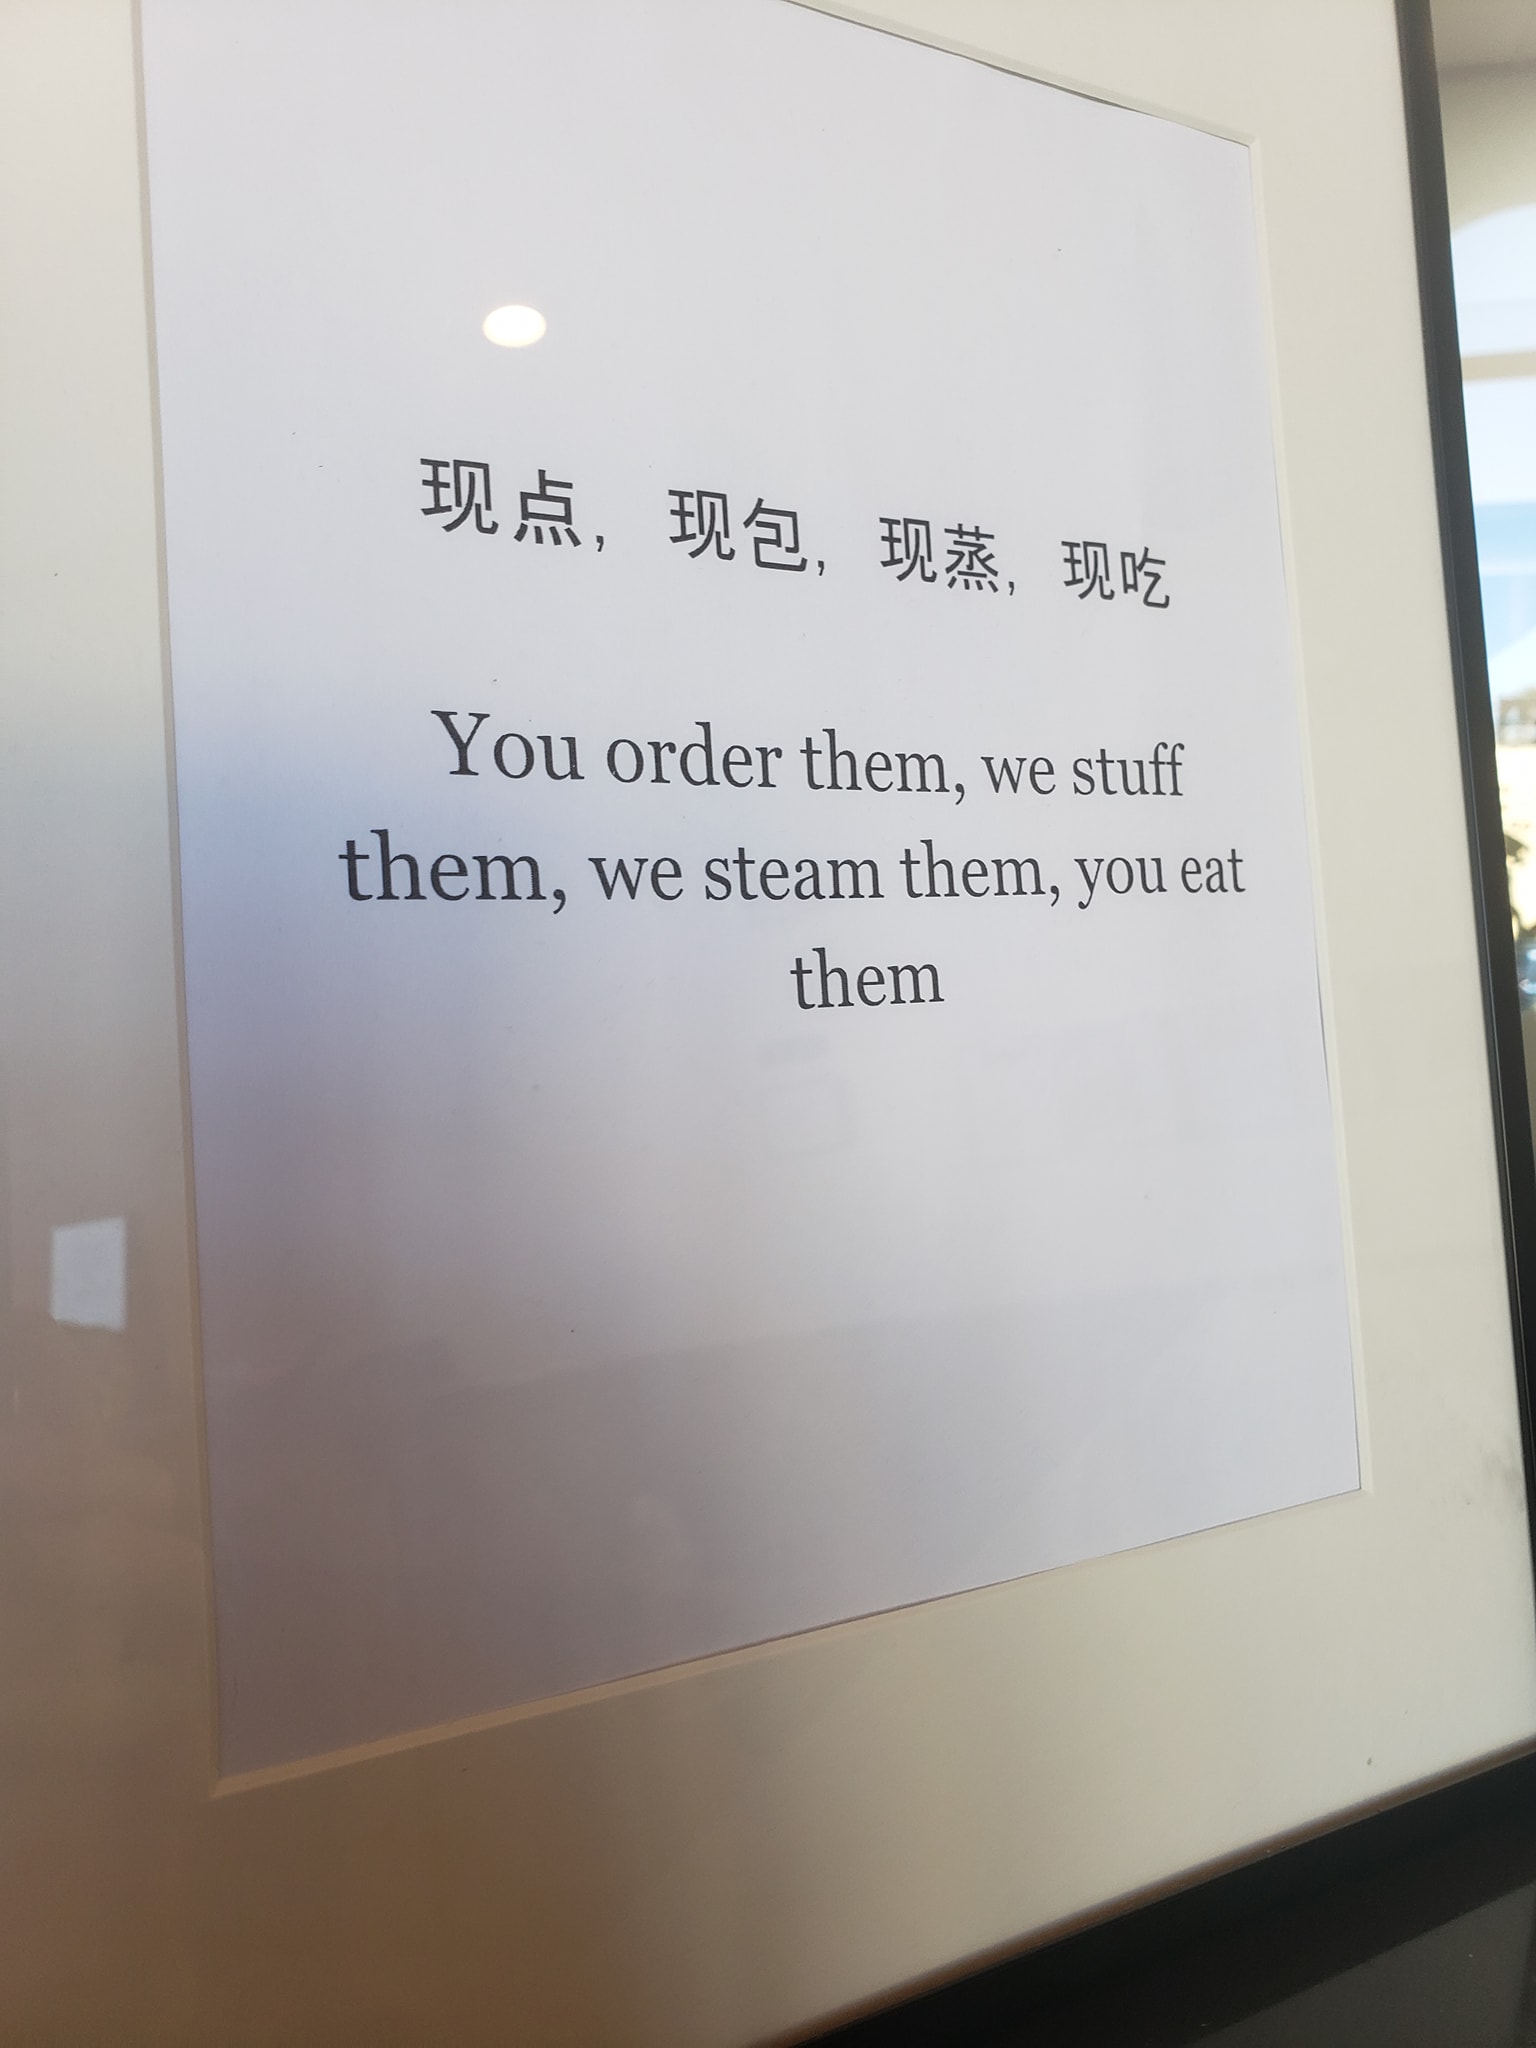 现点，现包，现蒸，现吃
You order them, we stuff
them, we steam them, you eat
them